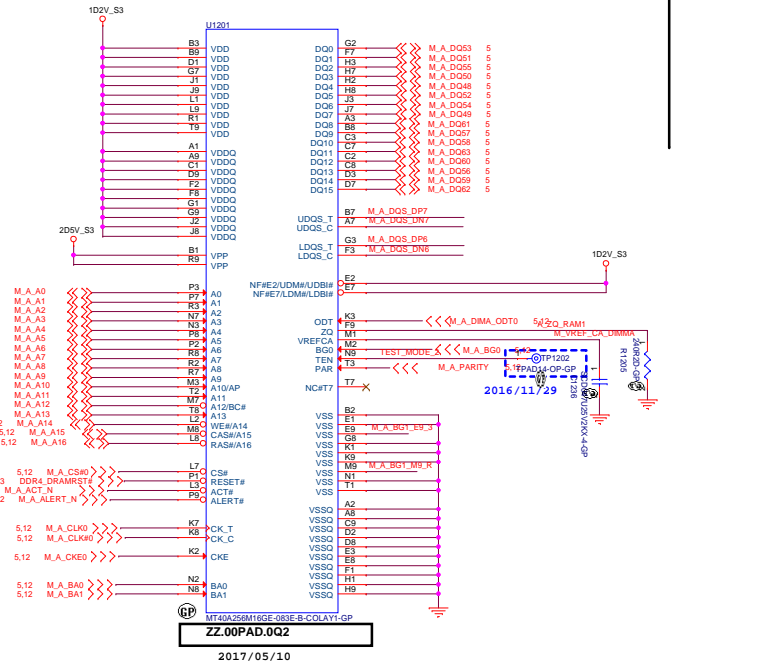 1D2V_S3
U1201
B3 VDD
B9 VDD
D1 VDD
G7 VDD
J1 VDD
J9 VDD
L1 VDD
L9 VDD
R1 VDD
T9 VDD
A1 VDDQ
A9 VDDQ
C1 VDDQ
D9 VDDQ
F2 VDDQ
F8 VDDQ
G1 VDDQ
G9 VDDQ
J2 VDDQ
J8 VDDQ
2D5V_S3
B1 VPP
R9 VPP
M_A_A0 P3 A0
M_A_A1 P7 A1
M_A_A2 R3 A2
M_A_A3 N7 A3
M_A_A4 N3 A4
M_A_A5 P8 A5
M_A_A6 P2 A6
M_A_A7 R8 A7
M_A_A8 R2 A8
M_A_A9 R7 A9
M_A_A10 M3 A10/AP
M_A_A11 T2 A11
M_A_A12 M7 A12/BC#
M_A_A13 T8 A13
M_A_A14 L2 WE#/A14
5,12 M_A_A15 M8 CAS#/A15
5,12 M_A_A16 L8 RAS#/A16
5,12 M_A_CS#0 L7 CS#
3 DDR4_DRAMRST# P1 RESET#
M_A_ACT_N L3 ACT#
2 M_A_ALERT_N P9 ALERT#
5,12 M_A_CLK0 K7 CK_T
5,12 M_A_CLK#0 K8 CK_C
5,12 M_A_CKE0 K2 CKE
5,12 M_A_BA0 N2 BA0
5,12 M_A_BA1 N8 BA1
DQ0 G2 M_A_DQ53 5
DQ1 F7 M_A_DQ51 5
DQ2 H3 M_A_DQ55 5
DQ3 H7 M_A_DQ50 5
DQ4 H2 M_A_DQ48 5
DQ5 H8 M_A_DQ52 5
DQ6 J3 M_A_DQ54 5
DQ7 J7 M_A_DQ49 5
DQ8 A3 M_A_DQ61 5
DQ9 B8 M_A_DQ57 5
DQ10 C3 M_A_DQ58 5
DQ11 C7 M_A_DQ63 5
DQ12 C2 M_A_DQ60 5
DQ13 C8 M_A_DQ56 5
DQ14 D3 M_A_DQ59 5
DQ15 D7 M_A_DQ62 5
UDQS_T B7 M_A_DQS_DP7
UDQS_C A7 M_A_DQS_DN7
LDQS_T G3 M_A_DQS_DP6
LDQS_C F3 M_A_DQS_DN6
1D2V_S3
NF#E2/UDM#/UDBI# E2
NF#E7/LDM#/LDBI# E7
ODT K3 M_A_DIMA_ODT0 5,12
ZQ F9 A_ZQ_RAM1
VREFCA M1 M_VREF_CA_DIMMA
BG0 M2 M_A_BG0
TEN N9 TEST_MODE_2 TP1202
PAR T3 M_A_PARITY TPAD14-OP-GP
NC#T7 T7
2016/11/29
C1236
R1205
240R2D-GP
VSS B2
VSS E1
VSS E9 M_A_BG1_E9_3
VSS G8
VSS K1
VSS K9
VSS M9 M_A_BG1_M9_R
VSS N1
VSS T1
VSSQ A2
VSSQ A8
VSSQ C9
VSSQ D2
VSSQ D8
VSSQ E3
VSSQ E8
VSSQ F1
VSSQ H1
VSSQ H9
GP
MT40A256M16GE-083E-B-COLAY1-GP
ZZ.00PAD.0Q2
2017/05/10